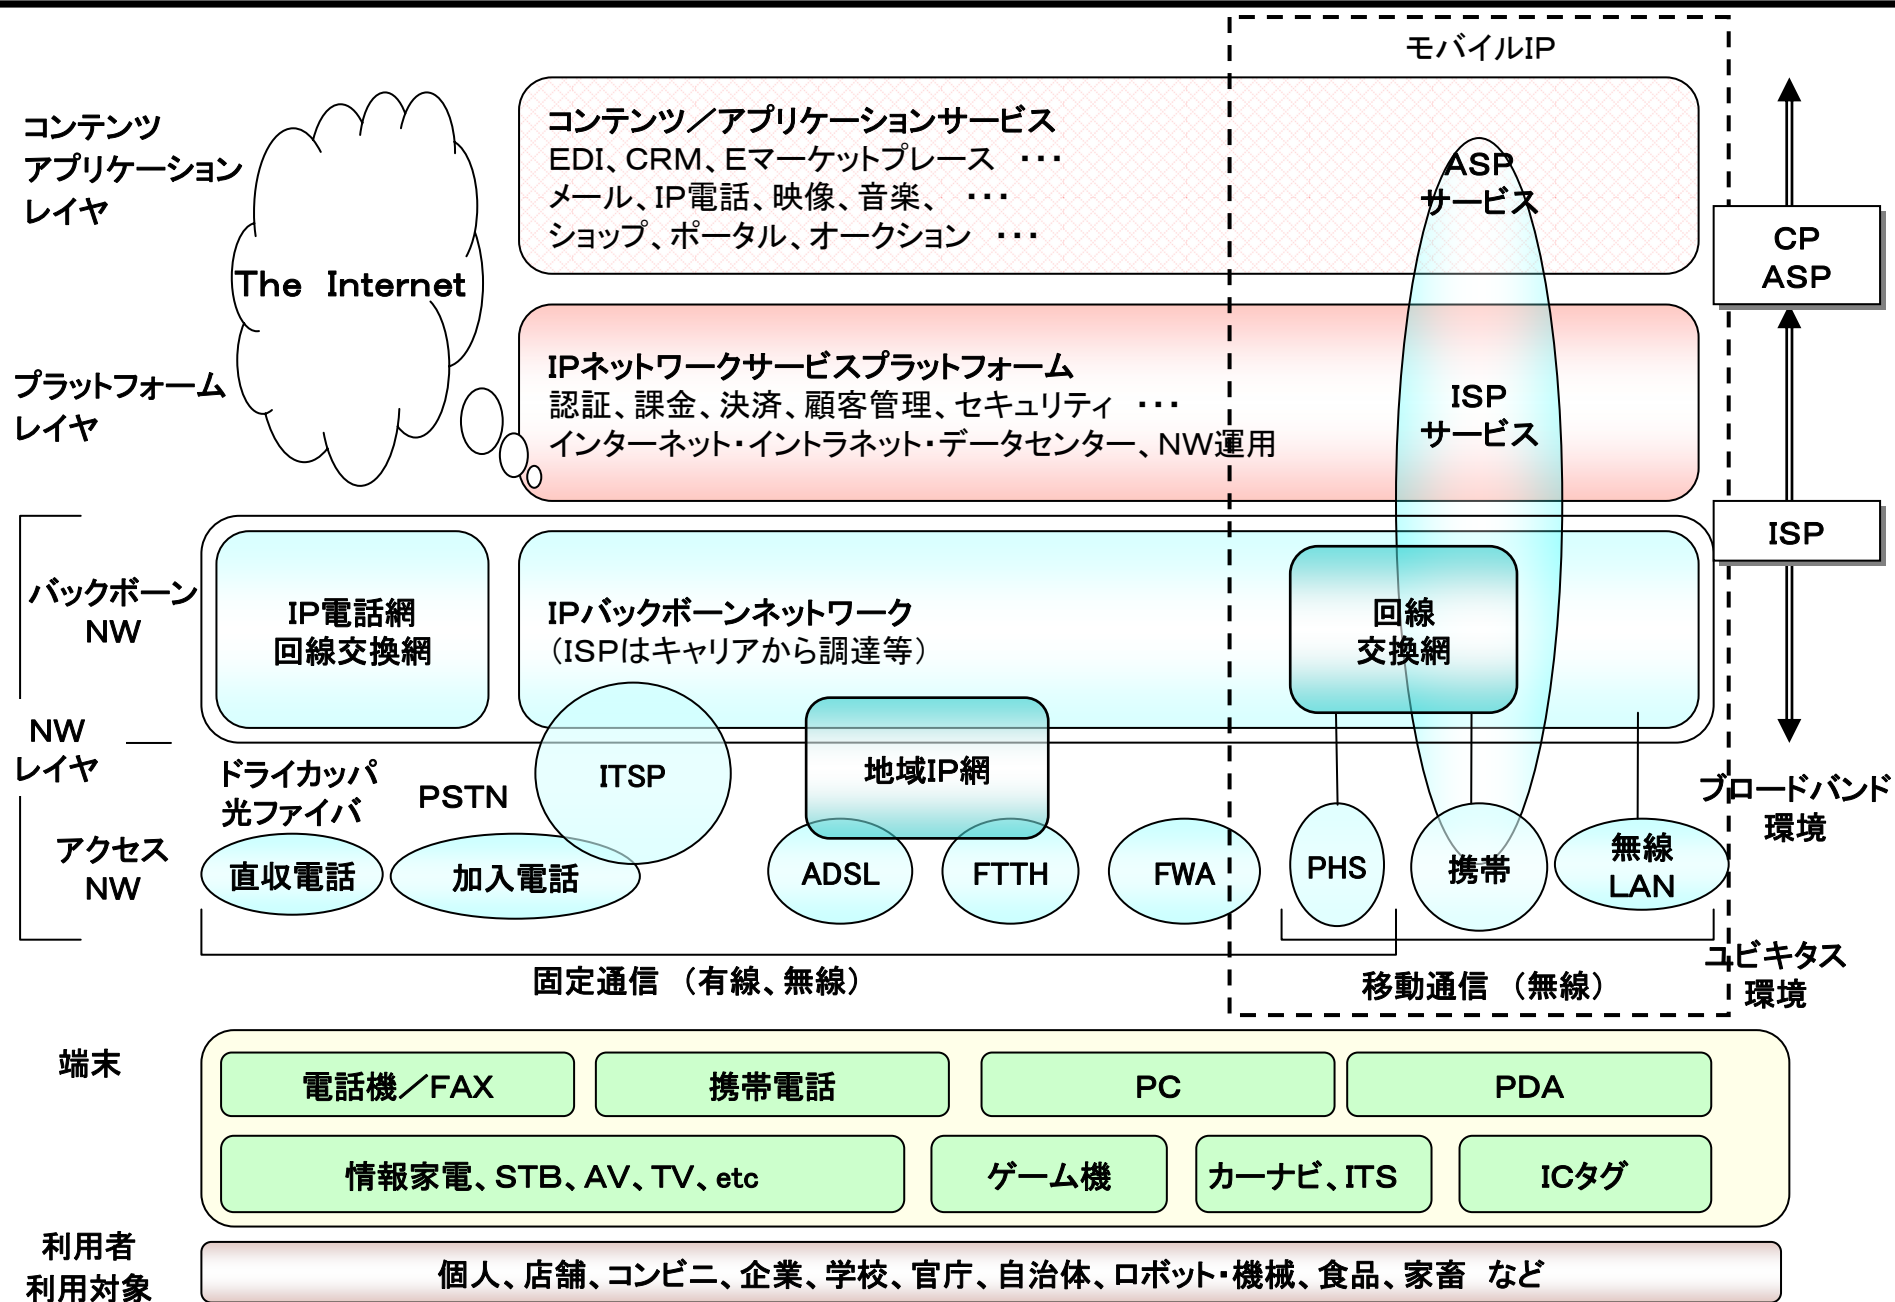 モバイルIP
コンテンツ
アプリケーション
レイヤ
コンテンツ／アプリケーションサービス
EDI、CRM、Eマーケットプレース ･･･
メール、IP電話、映像、音楽、 ･･･
ショップ、ポータル、オークション ･･･
ASP
サービス
CP
ASP
The Internet
プラットフォーム
レイヤ
IPネットワークサービスプラットフォーム
認証、課金、決済、顧客管理、セキュリティ ･･･
インターネット・イントラネット・データセンター、NW運用
ISP
サービス
ISP
バックボーン
NW
IP電話網
回線交換網
IPバックボーンネットワーク
（ISPはキャリアから調達等）
回線
交換網
NW
レイヤ
ドライカッパ
光ファイバ
PSTN
ITSP
地域IP網
ブロードバンド
環境
アクセス
NW
直収電話
加入電話
ADSL
FTTH
FWA
PHS
携帯
無線
LAN
固定通信 （有線、無線）
移動通信 （無線）
ユビキタス
環境
端末
電話機／FAX
携帯電話
PC
PDA
情報家電、STB、AV、TV、etc
ゲーム機
カーナビ、ITS
ICタグ
利用者
利用対象
個人、店舗、コンビニ、企業、学校、官庁、自治体、ロボット・機械、食品、家畜 など